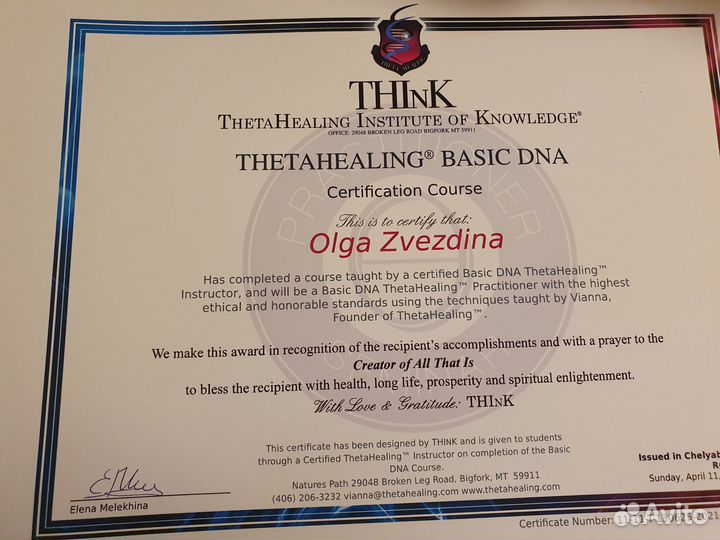 THETA HEALING
THInK
THETAHEALING INSTITUTE OF KNOWLEDGE®
OFFICE: 29048 BROKEN LEG ROAD BIGFORK MT 59911
THETAHEALING® BASIC DNA
Certification Course
This is to certify that:
Olga Zvezdina
PRACTITIONER
Has completed a course taught by a certified Basic DNA ThetaHealing™
Instructor, and will be a Basic DNA ThetaHealing™ Practitioner with the highest
ethical and honorable standards using the techniques taught by Vianna,
Founder of ThetaHealing™.
We make this award in recognition of the recipient's accomplishments and with a prayer to the
Creator of All That Is
to bless the recipient with health, long life, prosperity and spiritual enlightenment.
With Love & Gratitude: THInK
This certificate has been designed by THINK and is given to students
through a Certified ThetaHealing™ Instructor on completion of the Basic
DNA Course.
Natures Path 29048 Broken Leg Road, Bigfork, MT 59911
(406) 206-3232 vianna@thetahealing.com www.thetahealing.com
Elena Melekhina
Issued in Chelyab
Sunday, April 11,
Certificate Number:
Avito